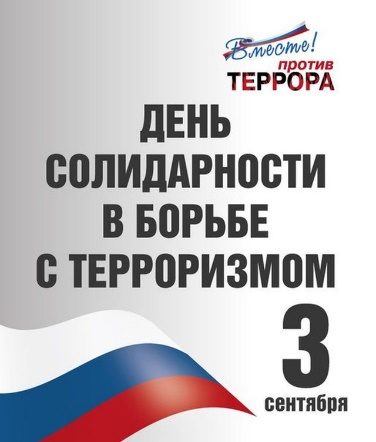 Вместе!
против
ТЕРРОРА
ДЕНЬ
СОЛИДАРНОСТИ
В БОРЬБЕ
С ТЕРРОРИЗМОМ
3
сентября